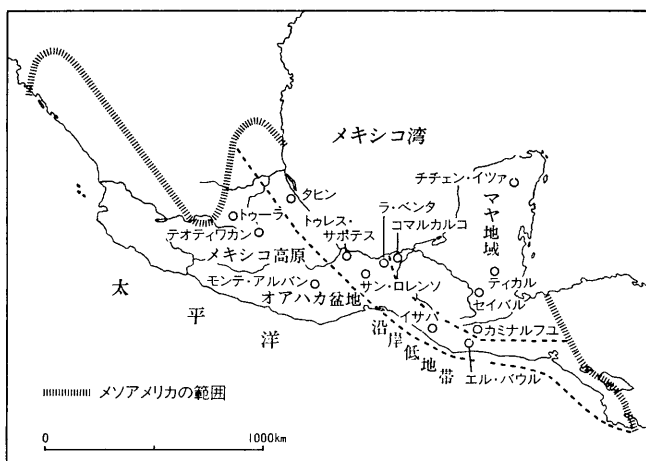 メキシコ湾
チチェン・イツァ
マヤ地域
タヒン
ラ・ベンタ
コマルカルコ
トゥーラ
トゥレス・
サポテス
テオティワカン
メキシコ高原
ティカル
モンテ・アルバン
オアハカ盆地
サン・ロレンソ
セイバル
イサパ
カミナルフユ
太平洋
沿岸低地帯
エル・バウル
メソアメリカの範囲
0
1000km